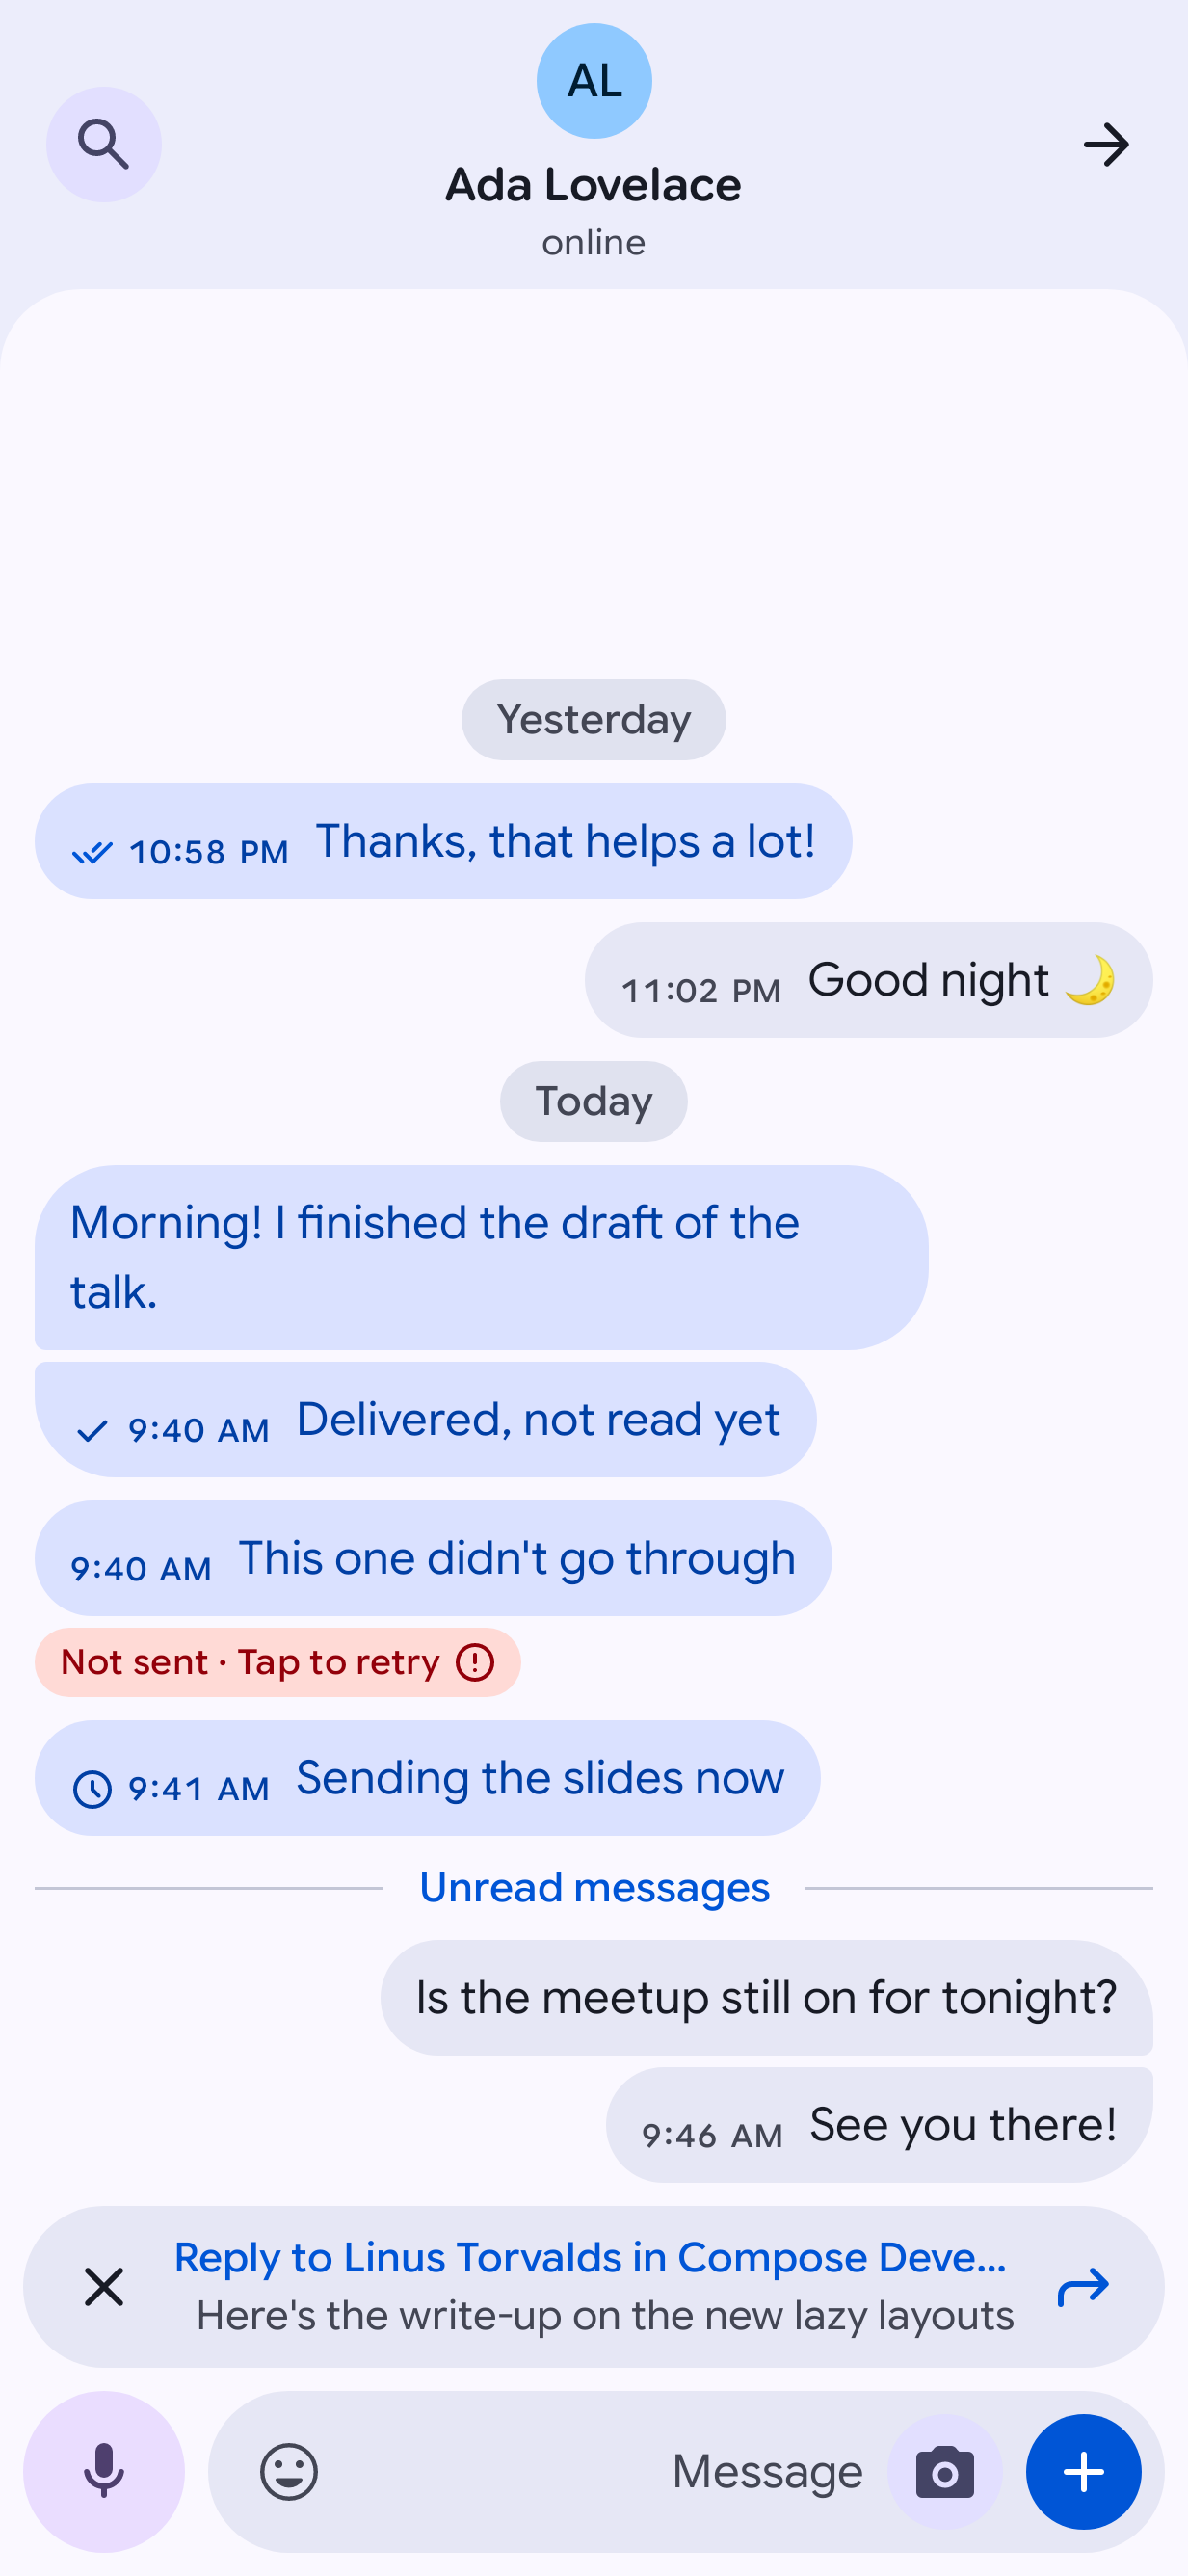 AL
Ada Lovelace
online
Yesterday
10:58 PM Thanks, that helps a lot!
11:02 PM Good night 🌛
Today
Morning! I finished the draft of the
talk.
9:40 AM Delivered, not read yet
9:40 AM This one didn't go through
Not sent · Tap to retry
9:41 AM Sending the slides now
Unread messages
Is the meetup still on for tonight?
9:46 AM See you there!
Reply to Linus Torvalds in Compose Deve...
Here's the write-up on the new lazy layouts
Message